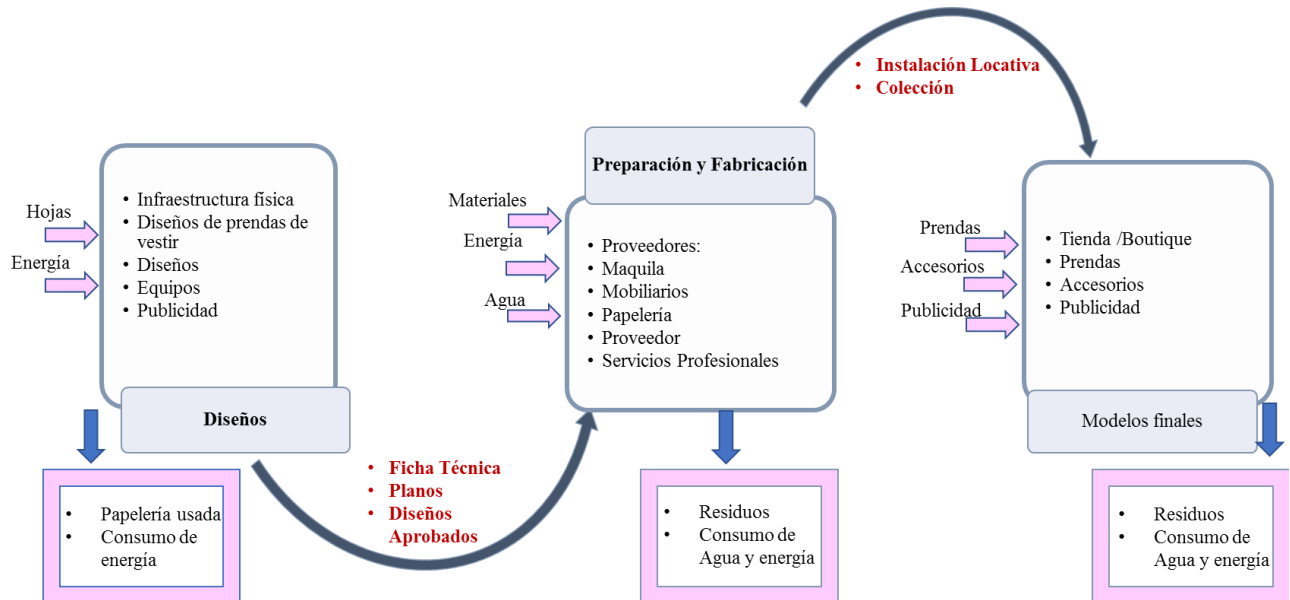 Hojas
Energía
• Infraestructura física
• Diseños de prendas de
vestir
• Diseños
• Equipos
• Publicidad
Diseños
• Papelería usada
• Consumo de
energía
• Ficha Técnica
• Planos
• Diseños
Aprobados
Preparación y Fabricación
Materiales
Energía
Agua
• Proveedores:
• Maquila
• Mobiliarios
• Papelería
• Proveedor
• Servicios Profesionales
• Residuos
• Consumo de
Agua y energía
• Instalación Locativa
• Colección
Prendas
Accesorios
Publicidad
• Tienda /Boutique
• Prendas
• Accesorios
• Publicidad
Modelos finales
• Residuos
• Consumo de
Agua y energía